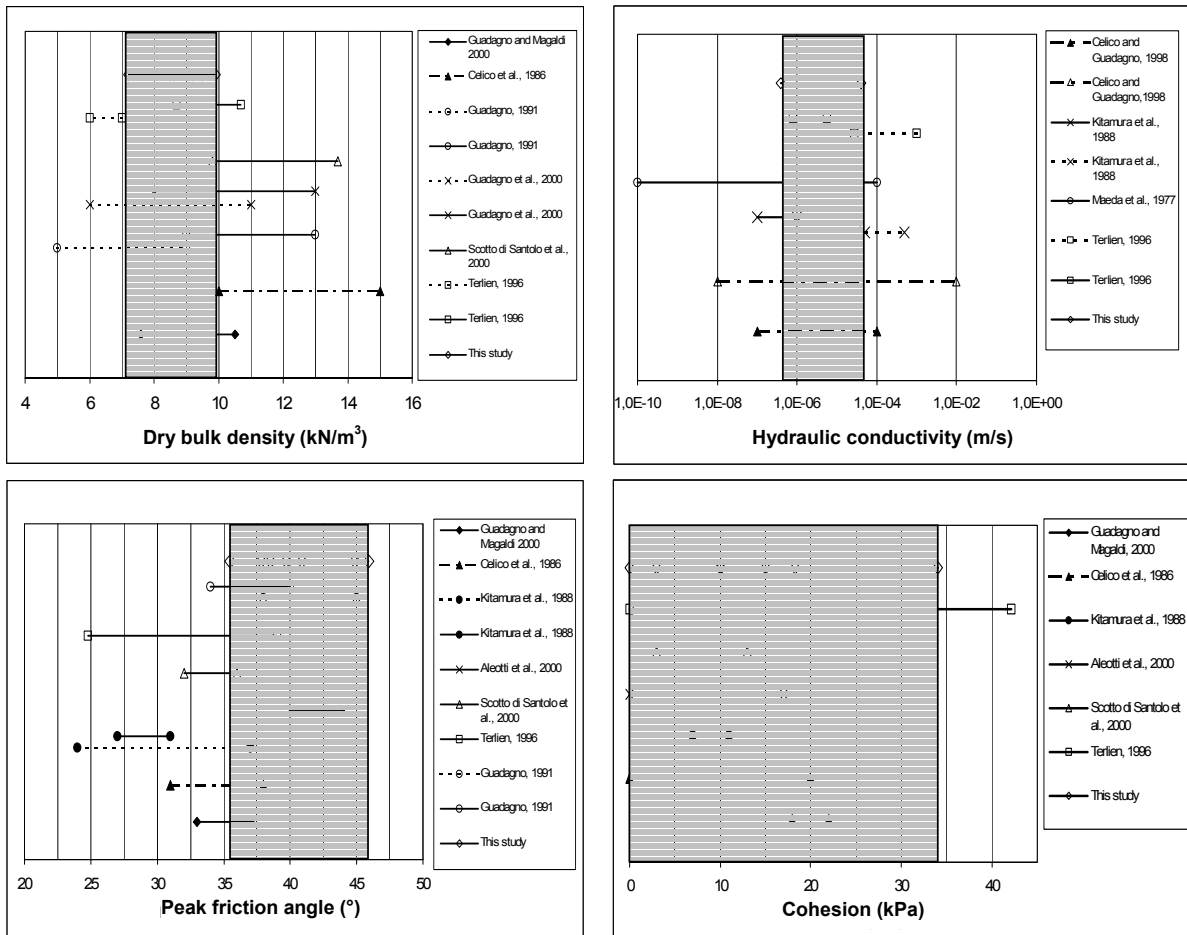 Guadagno and Magaldi
2000
Celico et al., 1986
Guadagno, 1991
Guadagno, 1991
Guadagno et al., 2000
Guadagno et al., 2000
Scotto di Santolo et al.,
2000
Terlien, 1996
Terlien, 1996
This study
4 6 8 10 12 14 16
Dry bulk density (kN/m³)
Celico and
Guadagno, 1998
Celico and
Guadagno,1998
Kitamura et al.,
1988
Kitamura et al.,
1988
Maeda et al., 1977
Terlien, 1996
Terlien, 1996
This study
1,0E-10 1,0E-08 1,0E-06 1,0E-04 1,0E-02 1,0E+00
Hydraulic conductivity (m/s)
Guadagno and
Magaldi 2000
Celico et al., 1986
Kitamura et al., 1988
Kitamura et al., 1988
Aleotti et al., 2000
Scotto di Santolo et
al., 2000
Terlien, 1996
Guadagno, 1991
Guadagno, 1991
This study
20 25 30 35 40 45 50
Peak friction angle (°)
Guadagno and
Magaldi, 2000
Celico et al., 1986
Kitamura et al., 1988
Aleotti et al., 2000
Scotto di Santolo et
al., 2000
Terlien, 1996
This study
0 10 20 30 40
Cohesion (kPa)